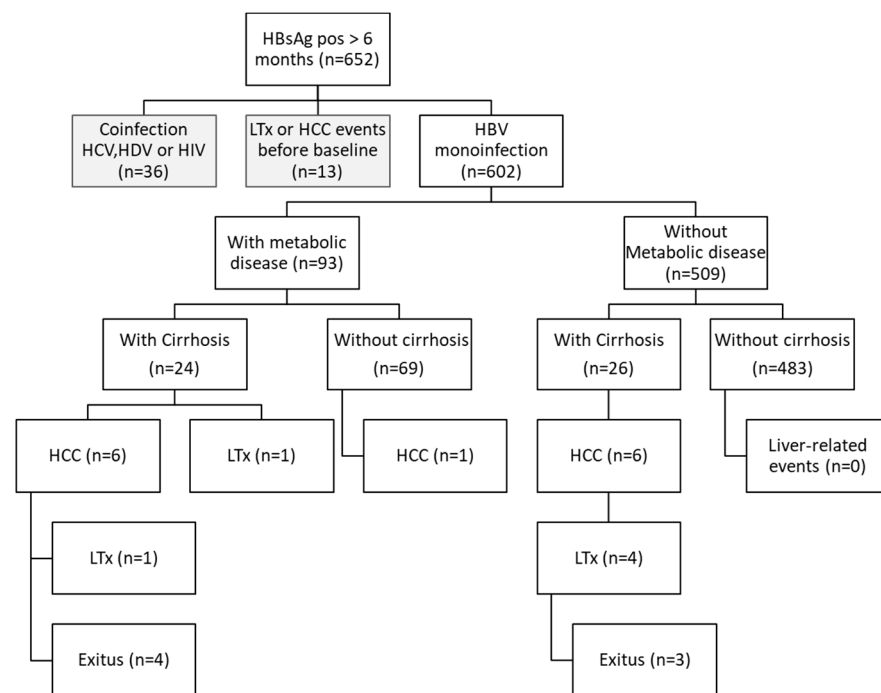 HBsAg pos > 6
months (n=652)
Coinfection
HCV,HDV or HIV
(n=36)
LTx or HCC events
before baseline
(n=13)
HBV
monoinfection
(n=602)
With metabolic
disease (n=93)
Without
Metabolic disease
(n=509)
With Cirrhosis
(n=24)
Without cirrhosis
(n=69)
With Cirrhosis
(n=26)
Without cirrhosis
(n=483)
HCC (n=6)
LTx (n=1)
HCC (n=1)
HCC (n=6)
Liver-related
events (n=0)
LTx (n=1)
LTx (n=4)
Exitus (n=4)
Exitus (n=3)